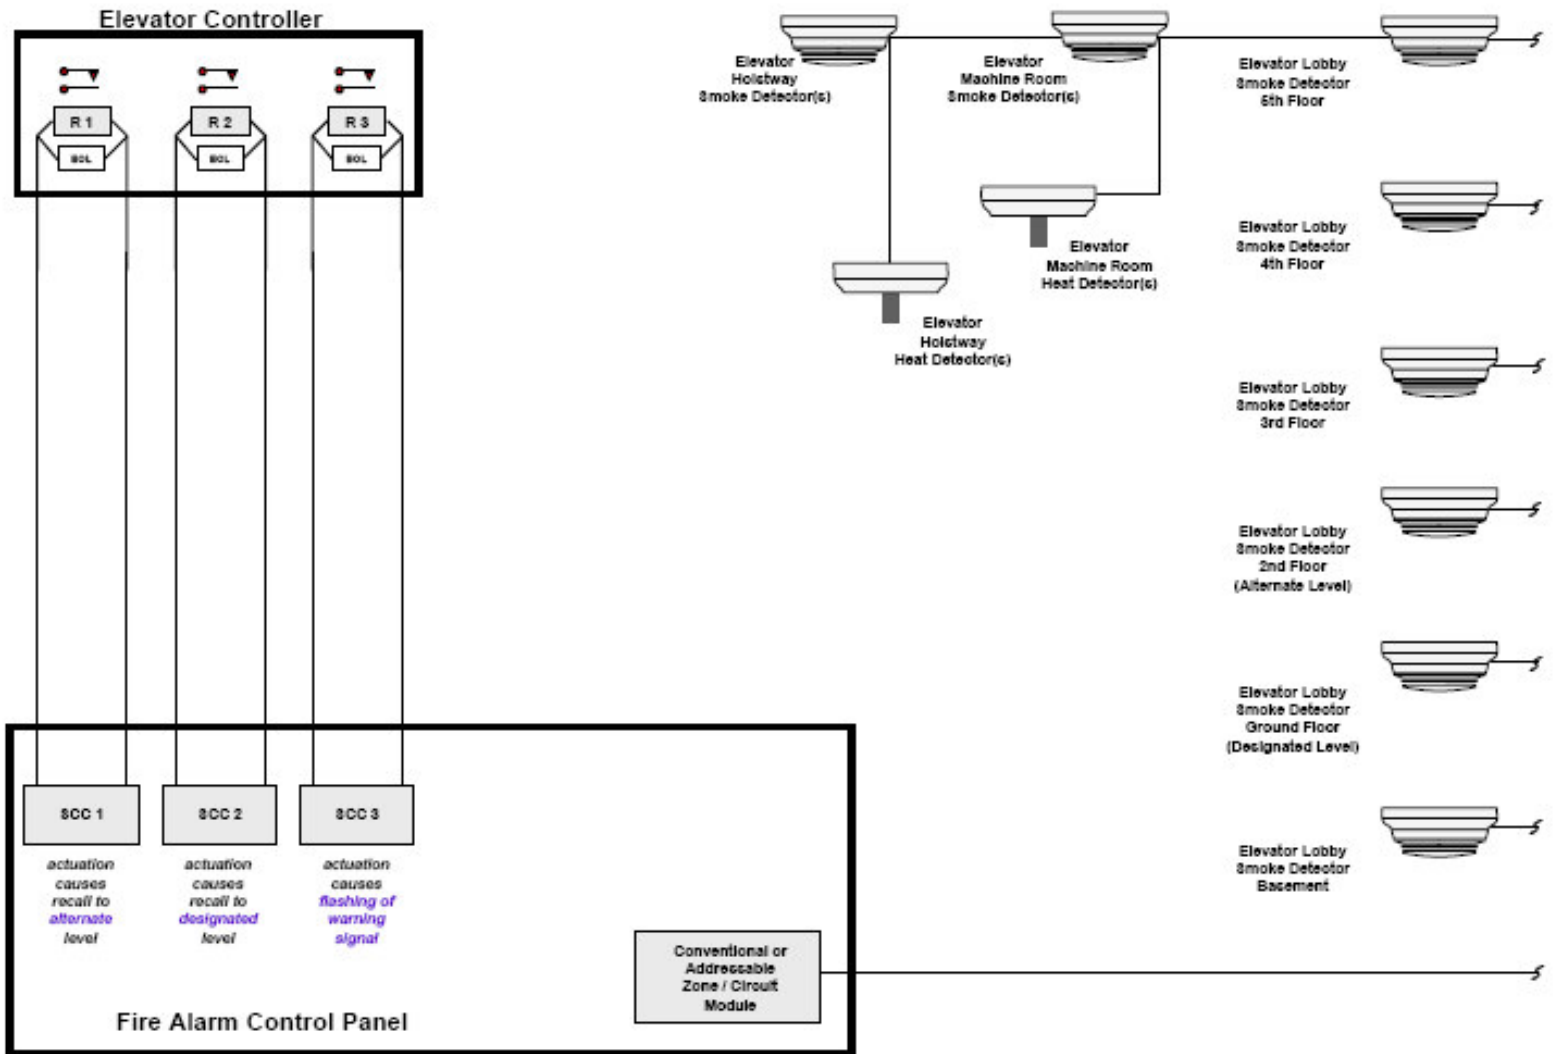 Elevator Controller
R 1
R 2
R 3
EOL
EOL
EOL
Elevator
Hoistway
Smoke Detector(s)
Elevator
Machine Room
Smoke Detector(s)
Elevator Lobby
Smoke Detector
5th Floor
Elevator Lobby
Smoke Detector
4th Floor
Elevator
Machine Room
Heat Detector(s)
Elevator
Hoistway
Heat Detector(s)
Elevator Lobby
Smoke Detector
3rd Floor
Elevator Lobby
Smoke Detector
2nd Floor
(Alternate Level)
Elevator Lobby
Smoke Detector
Ground Floor
(Designated Level)
Elevator Lobby
Smoke Detector
Basement
SCC 1
actuation
causes
recall to
alternate
level
SCC 2
actuation
causes
recall to
designated
level
SCC 3
actuation
causes
flashing of
warning
signal
Conventional or
Addressable
Zone / Circuit
Module
Fire Alarm Control Panel